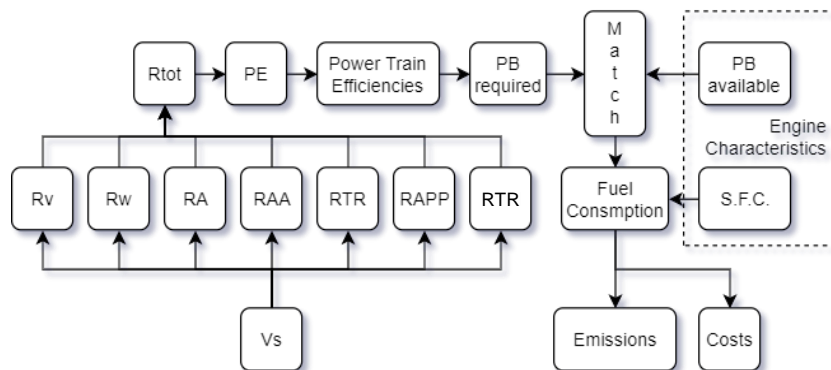 Rtot
PE
Power Train
Efficiencies
PB
required
M
a
t
c
h
PB
available
Engine
Characteristics
Rv
Rw
RA
RAA
RTR
RAPP
RTR
Fuel
Consmption
S.F.C.
Vs
Emissions
Costs